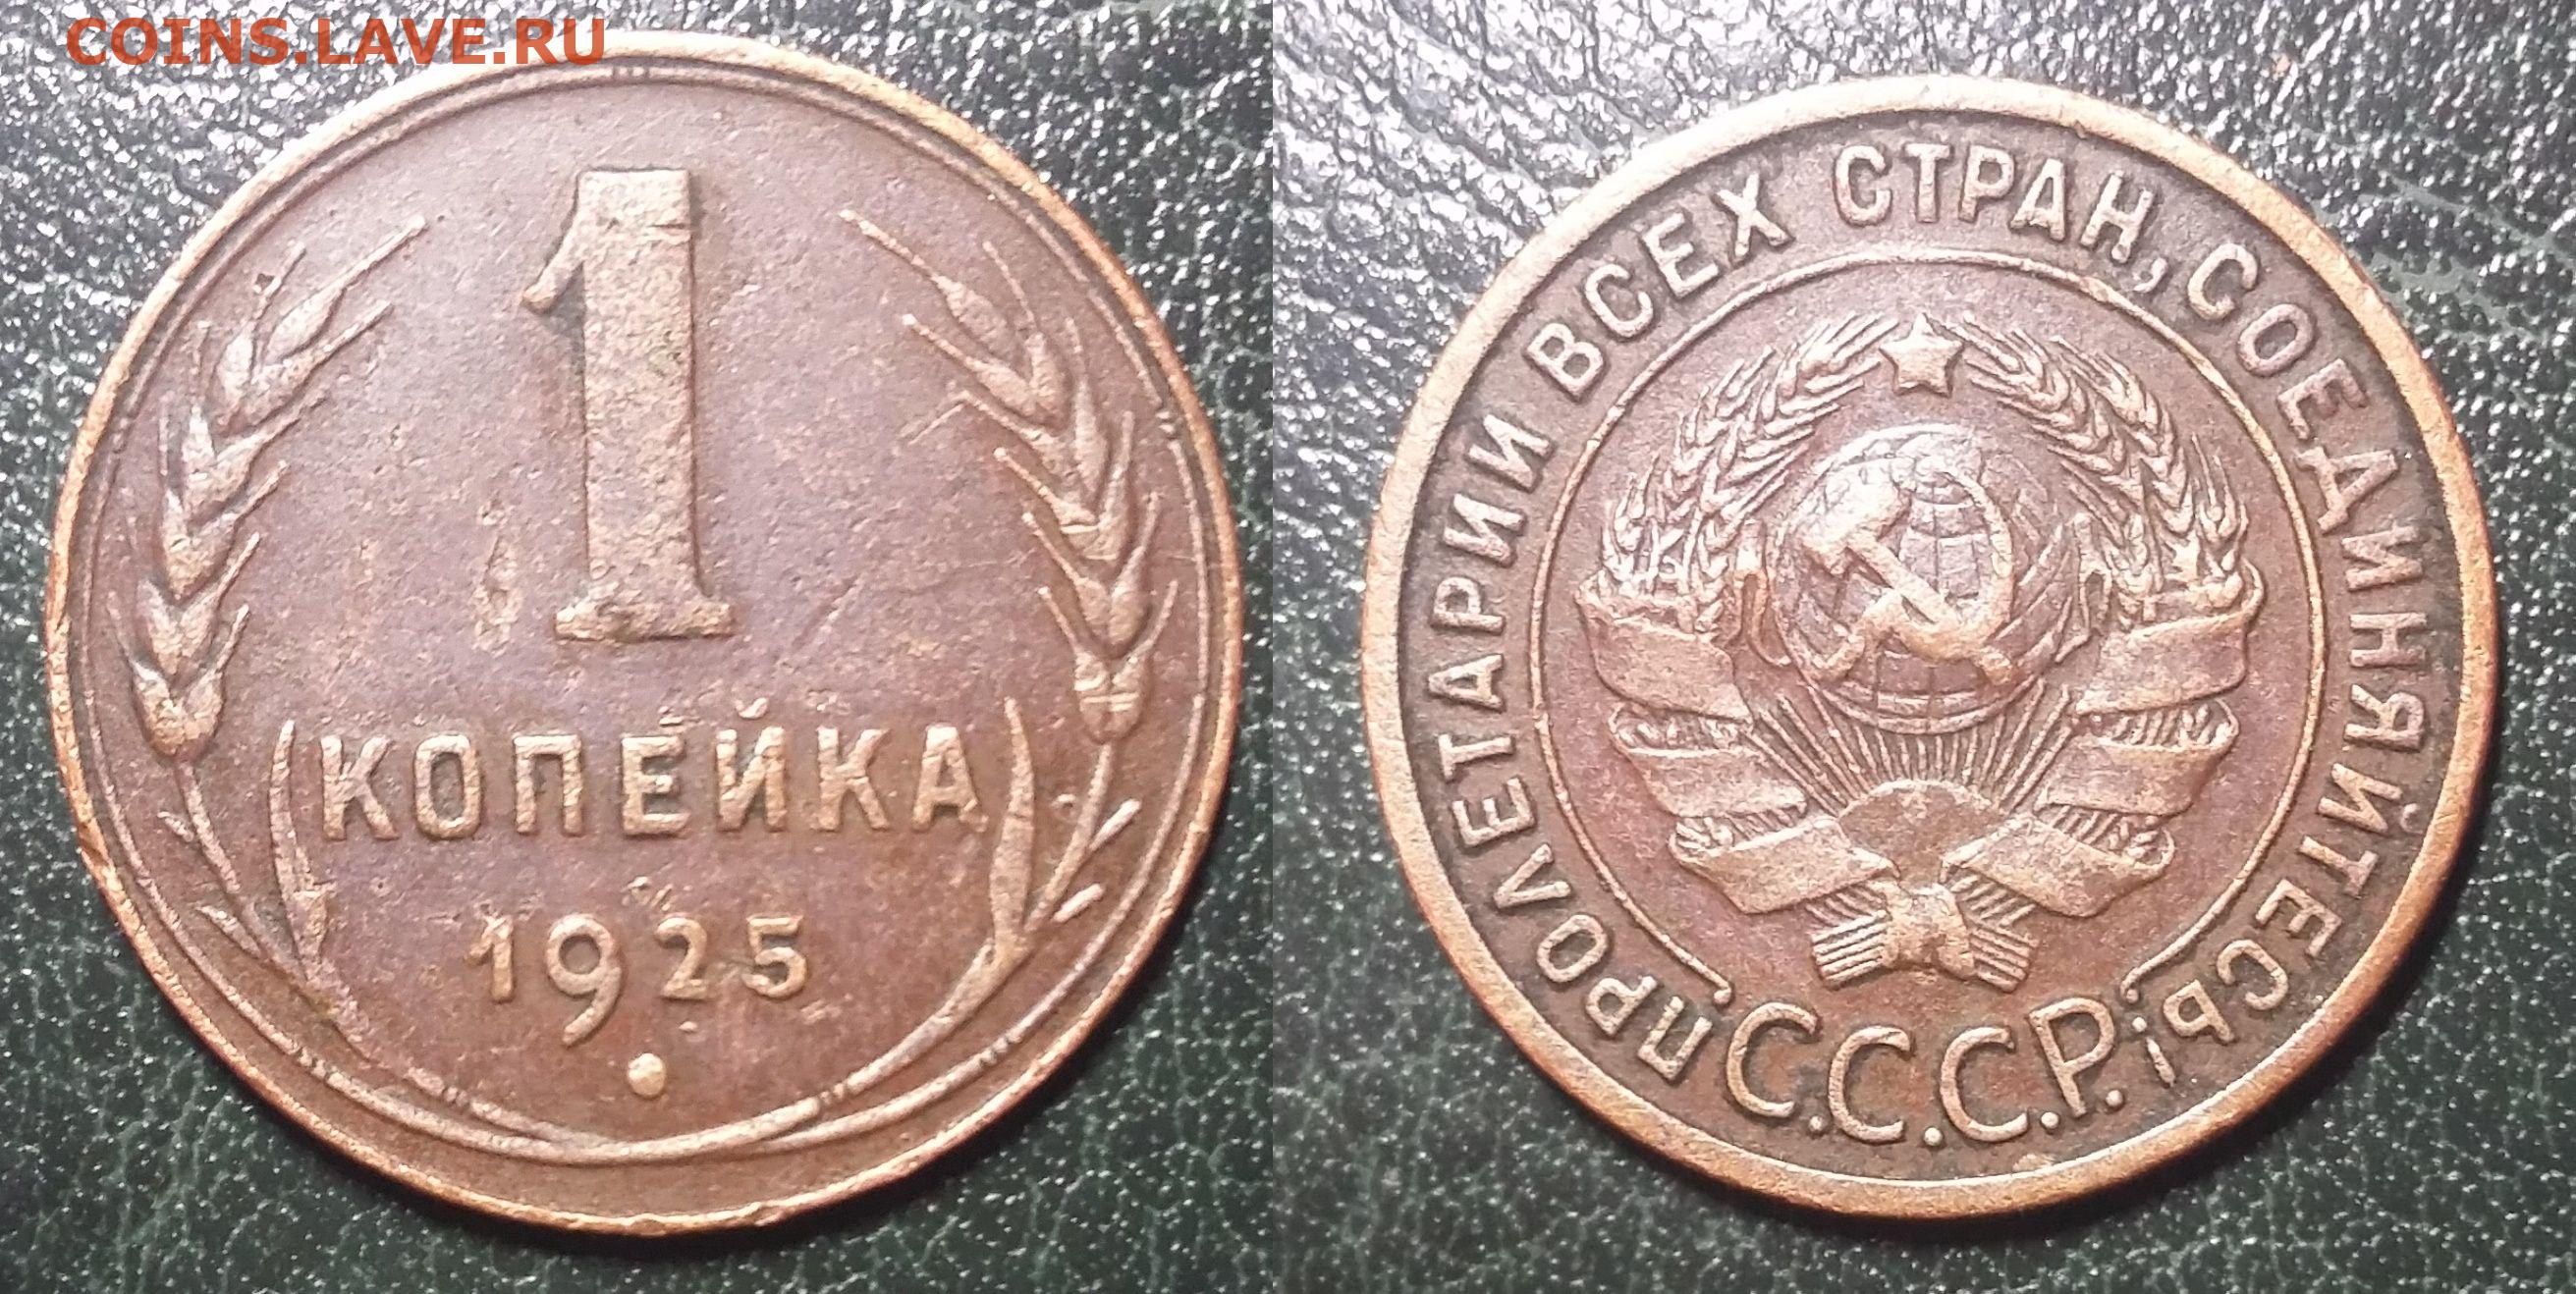 COINS.LAVE.RU
1
КОПЕЙКА
1925
ПРОЛЕТАРИИ ВСЕХ СТРАН, СОЕДИНЯЙТЕСЬ!
С.С.С.Р.